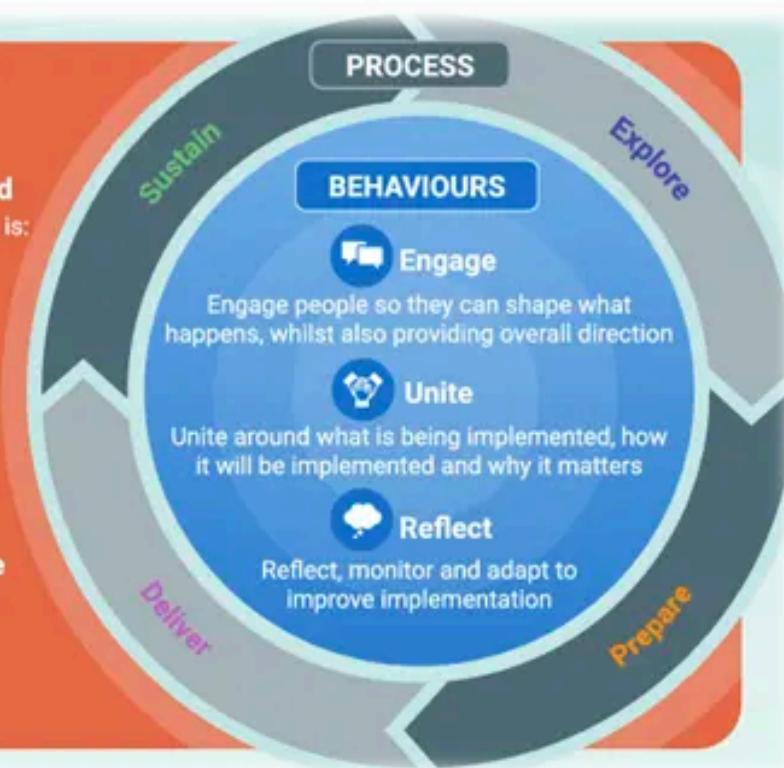 PROCESS
Sustain
Explore
BEHAVIOURS
d
is:
Engage
Engage people so they can shape what
happens, whilst also providing overall direction
Unite
Unite around what is being implemented, how
it will be implemented and why it matters
Reflect
Reflect, monitor and adapt to
improve implementation
e
Deliver
Prepare